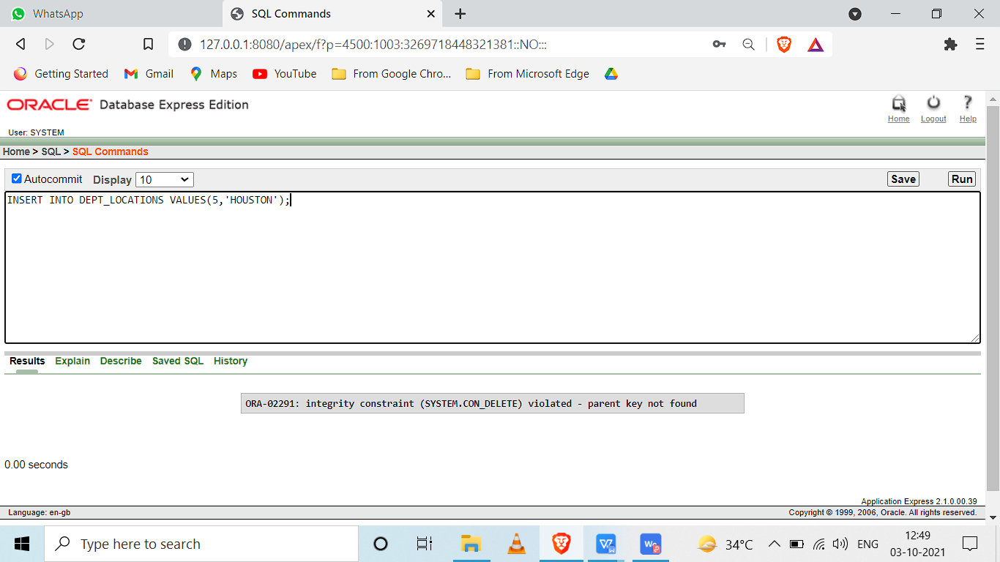 WhatsApp
SQL Commands
127.0.0.1:8080/apex/f?p=4500:1003:3269718448321381::NO:::
Getting Started Gmail Maps YouTube From Google Chro... From Microsoft Edge
ORACLE Database Express Edition
Home Logout Help
User: SYSTEM
Home > SQL > SQL Commands
Autocommit Display 10 Save Run
INSERT INTO DEPT_LOCATIONS VALUES(5,'HOUSTON');
Results Explain Describe Saved SQL History
ORA-02291: integrity constraint (SYSTEM.CON_DELETE) violated - parent key not found
0.00 seconds
Application Express 2.1.0.00.39
Language: en-gb Copyright © 1999, 2006, Oracle. All rights reserved.
Type here to search
34°C ENG
12:49
03-10-2021